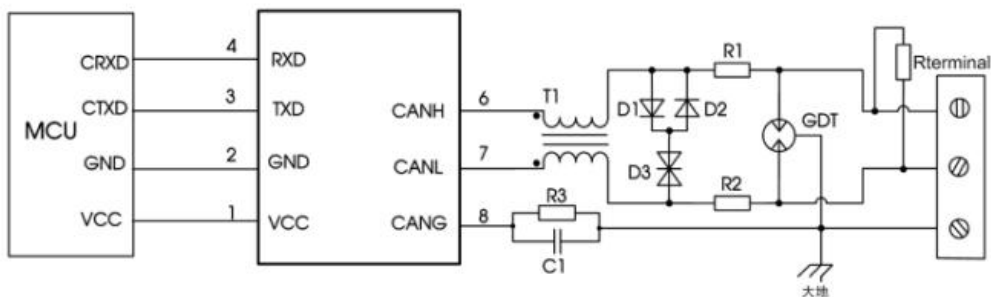 MCU
CRXD
CTXD
GND
VCC
4
3
2
1
RXD
TXD
GND
VCC
CANH
CANL
CANG
6
7
8
T1
D1
D2
D3
R1
R2
GDT
R3
C1
Rterminal
大地